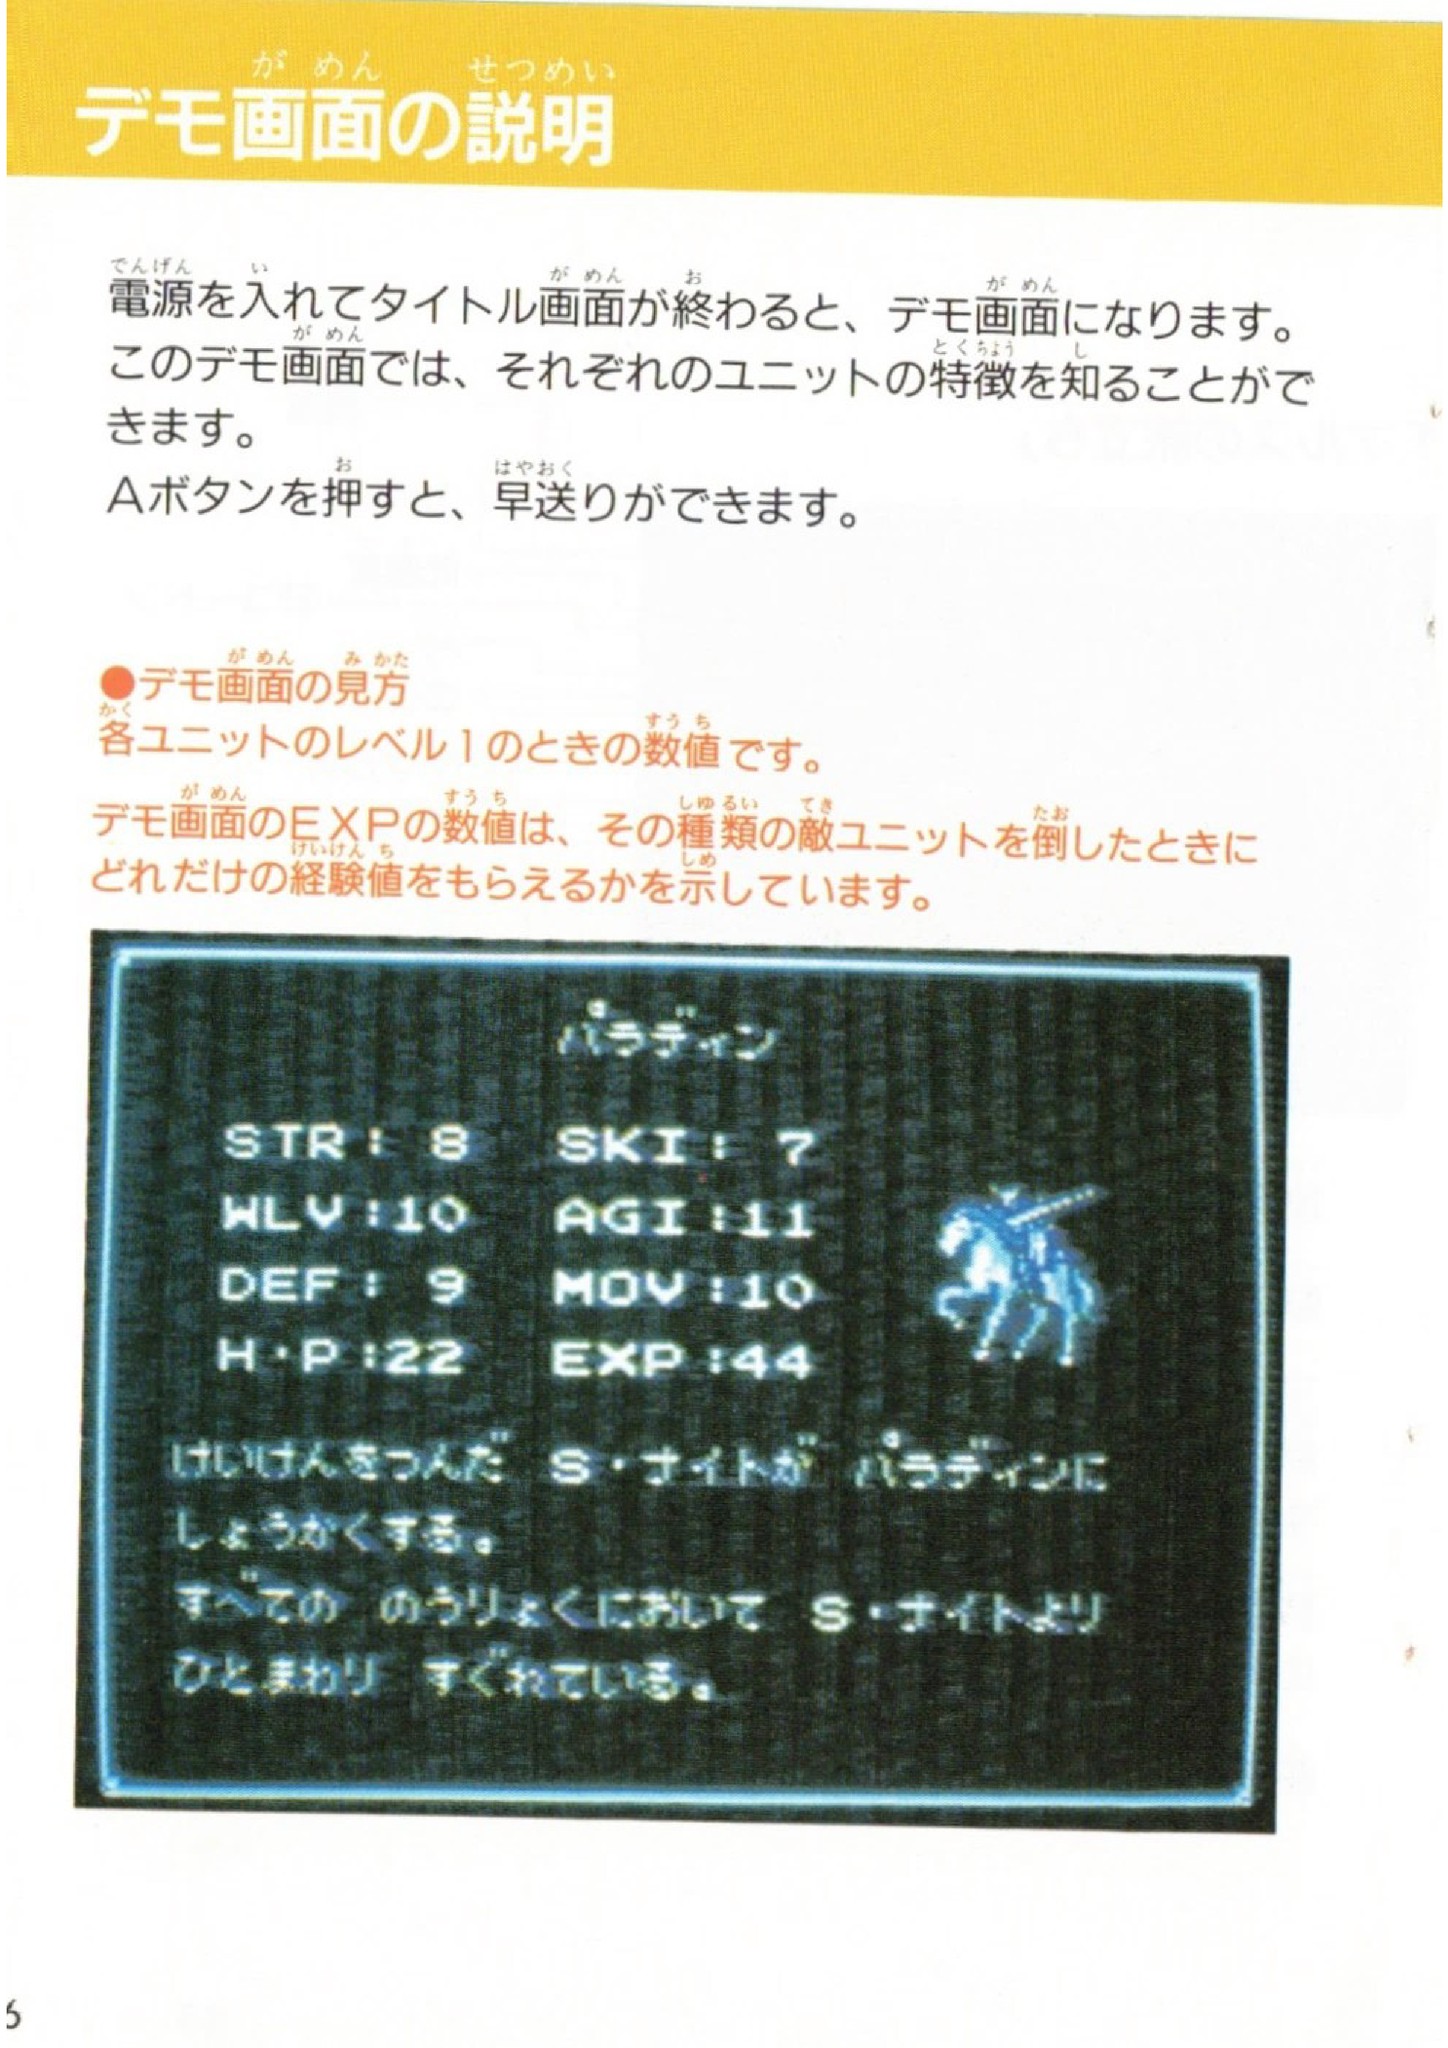 デモ画面の説明
電源を入れてタイトル画面が終わると、デモ画面になります。
このデモ画面では、それぞれのユニットの特徴を知ることがで
きます。
Aボタンを押すと、早送りができます。
●デモ画面の見方
各ユニットのレベル1のときの数値です。
デモ画面のEXPの数値は、その種類の敵ユニットを倒したときに
どれだけの経験値をもらえるかを示しています。
パラディン
STR: 8 SKI: 7
WLV:10 AGI:11
DEF: 9 MOV:10
H・P:22 EXP:44
けいけんをつんだ S・ナイトが パラディンに
しょうかくする。
すべての のうりょくにおいて S・ナイトより
ひとまわり すぐれている。
6